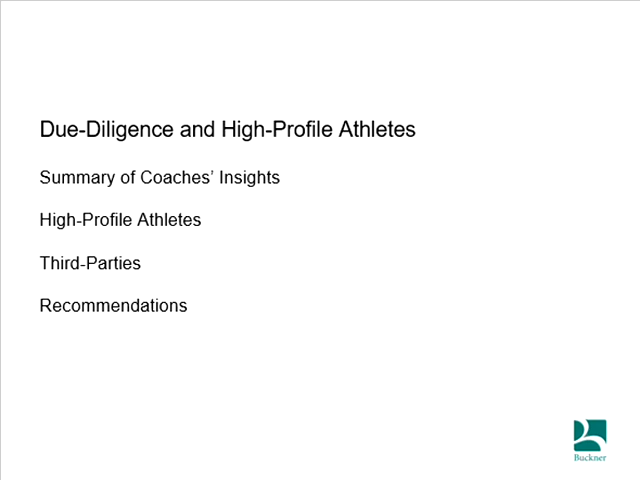 Due-Diligence and High-Profile Athletes
Summary of Coaches’ Insights
High-Profile Athletes
Third-Parties
Recommendations
Buckner